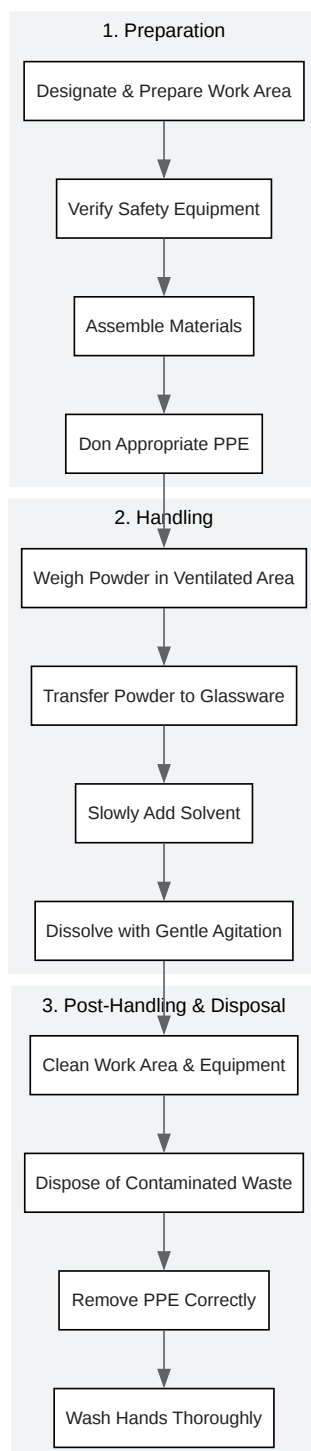 1. Preparation
Designate & Prepare Work Area
Verify Safety Equipment
Assemble Materials
Don Appropriate PPE
2. Handling
Weigh Powder in Ventilated Area
Transfer Powder to Glassware
Slowly Add Solvent
Dissolve with Gentle Agitation
3. Post-Handling & Disposal
Clean Work Area & Equipment
Dispose of Contaminated Waste
Remove PPE Correctly
Wash Hands Thoroughly